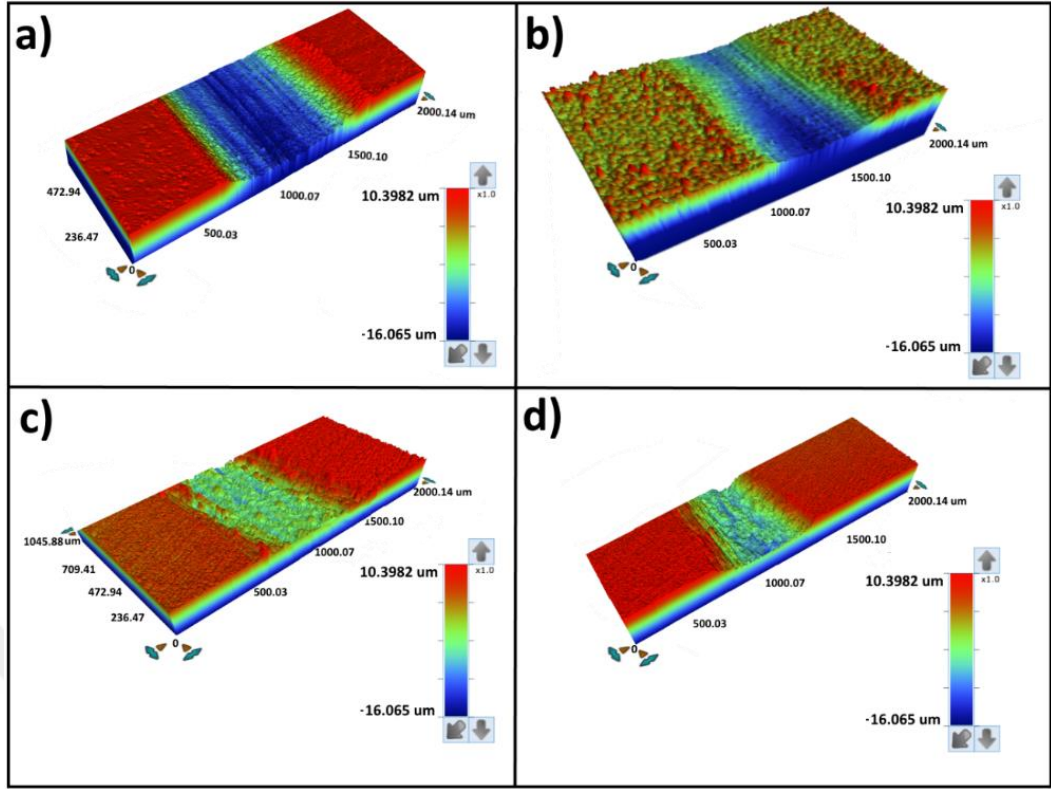 a)
2000.14 um
1500.10
1000.07
500.03
0
472.94
236.47
10.3982 um
x1.0
-16.065 um
b)
2000.14 um
1500.10
1000.07
500.03
0
10.3982 um
x1.0
-16.065 um
c)
2000.14 um
1500.10
1000.07
500.03
0
1045.88 um
709.41
472.94
236.47
10.3982 um
x1.0
-16.065 um
d)
2000.14 um
1500.10
1000.07
500.03
0
10.3982 um
x1.0
-16.065 um